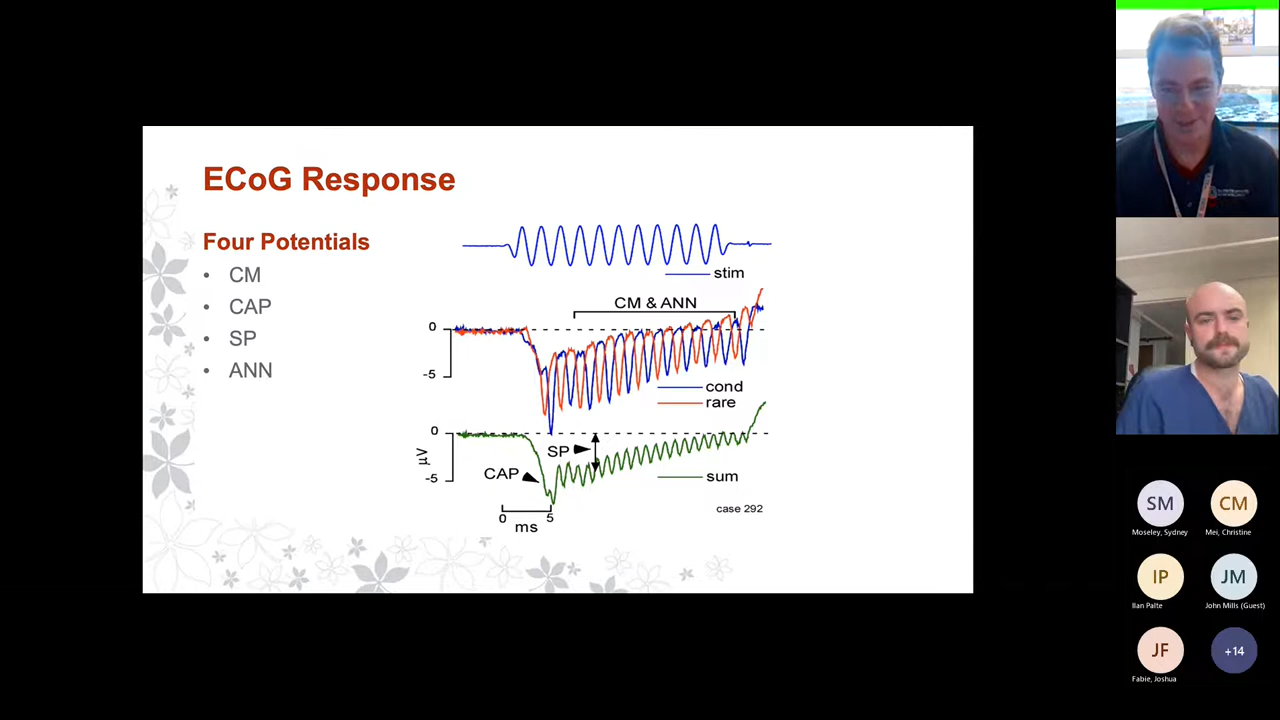 ECoG Response
Four Potentials
• CM
• CAP
• SP
• ANN
stim
CM & ANN
0
-5
cond
rare
0
μV
-5
SP
CAP
sum
0 5
ms
case 292
SM
Moseley, Sydney
CM
Mei, Christine
IP
Ilan Palte
JM
John Mills (Guest)
JF
Fabie, Joshua
+14